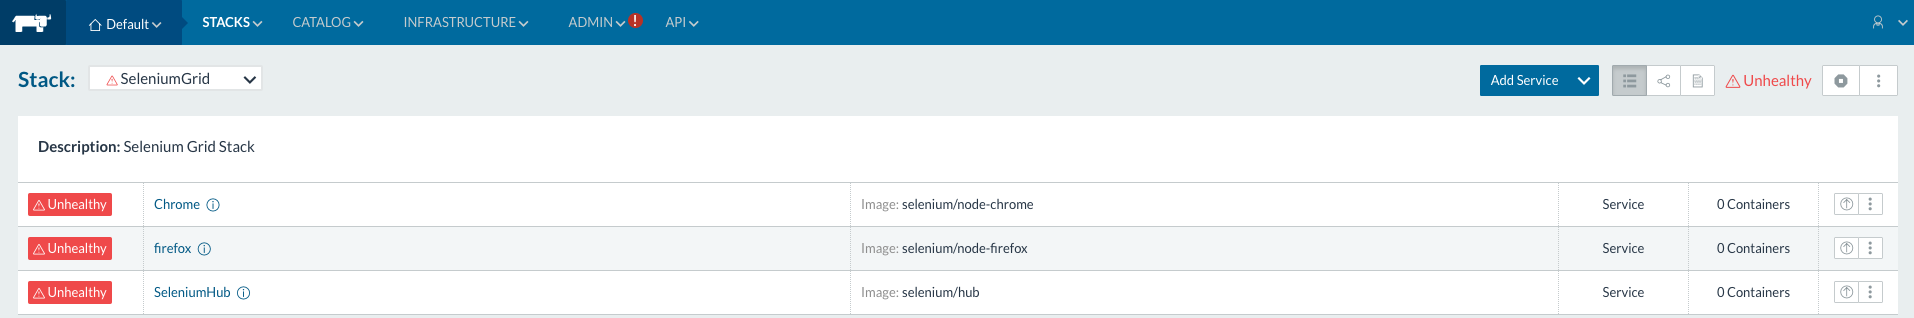 Default STACKS CATALOG INFRASTRUCTURE ADMIN ! API
Stack: SeleniumGrid Add Service Unhealthy
Description: Selenium Grid Stack
Unhealthy Chrome Image: selenium/node-chrome Service 0 Containers
Unhealthy firefox Image: selenium/node-firefox Service 0 Containers
Unhealthy SeleniumHub Image: selenium/hub Service 0 Containers